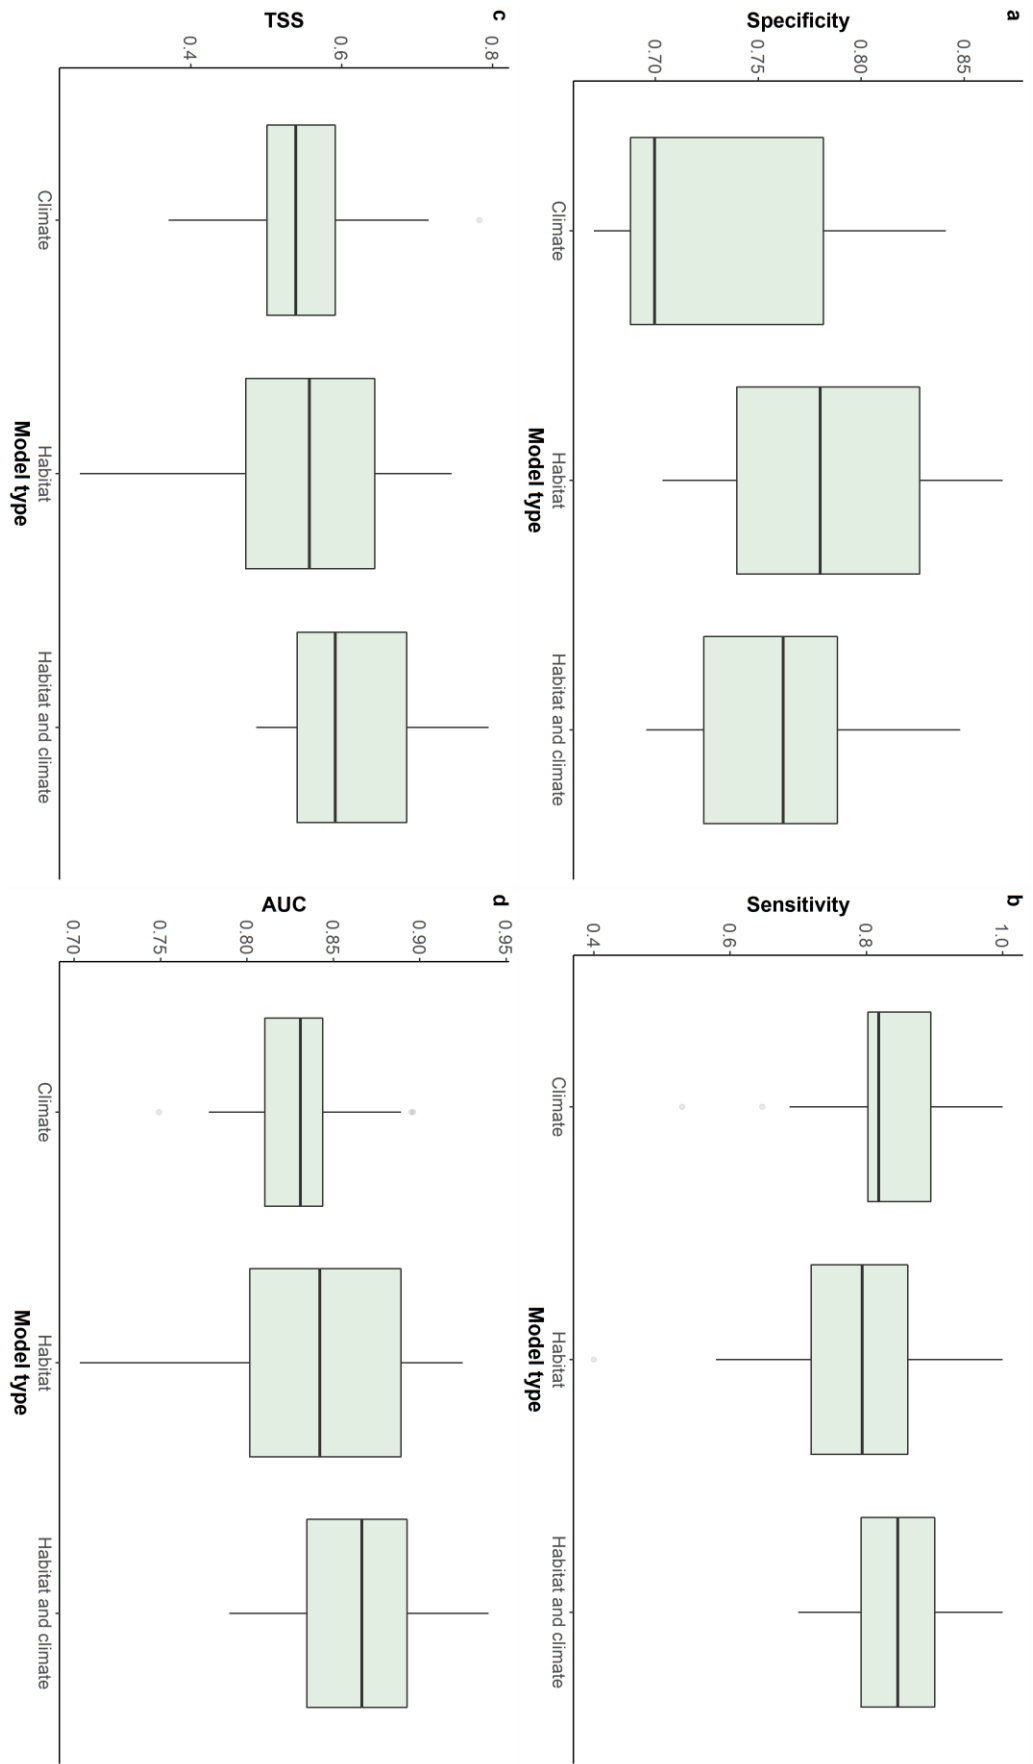 a
Specificity
0.85
0.80
0.75
0.70
Climate
Habitat
Habitat and climate
Model type
b
Sensitivity
1.0
0.8
0.6
0.4
Climate
Habitat
Habitat and climate
Model type
c
TSS
0.8
0.6
0.4
Climate
Habitat
Habitat and climate
Model type
d
AUC
0.95
0.90
0.85
0.80
0.75
0.70
Climate
Habitat
Habitat and climate
Model type